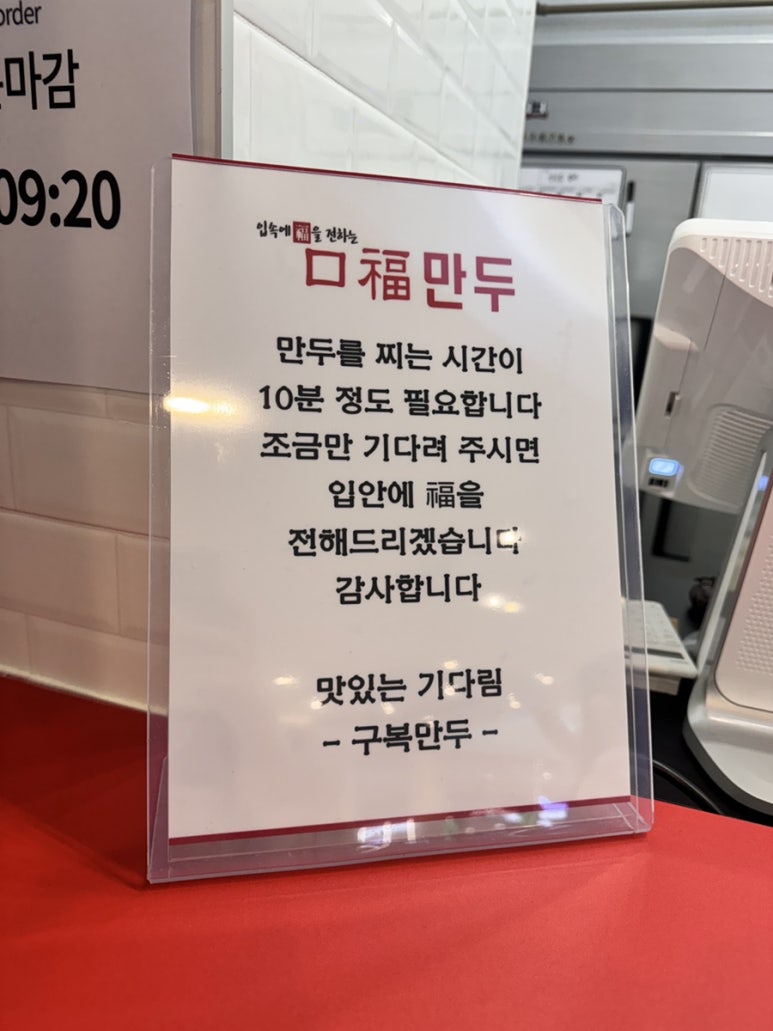 order
마감
09:20
입속에 福을 전하는
口福만두
만두를 찌는 시간이
10분 정도 필요합니다
조금만 기다려 주시면
입안에 福을
전해드리겠습니다
감사합니다
맛있는 기다림
- 구복만두 -